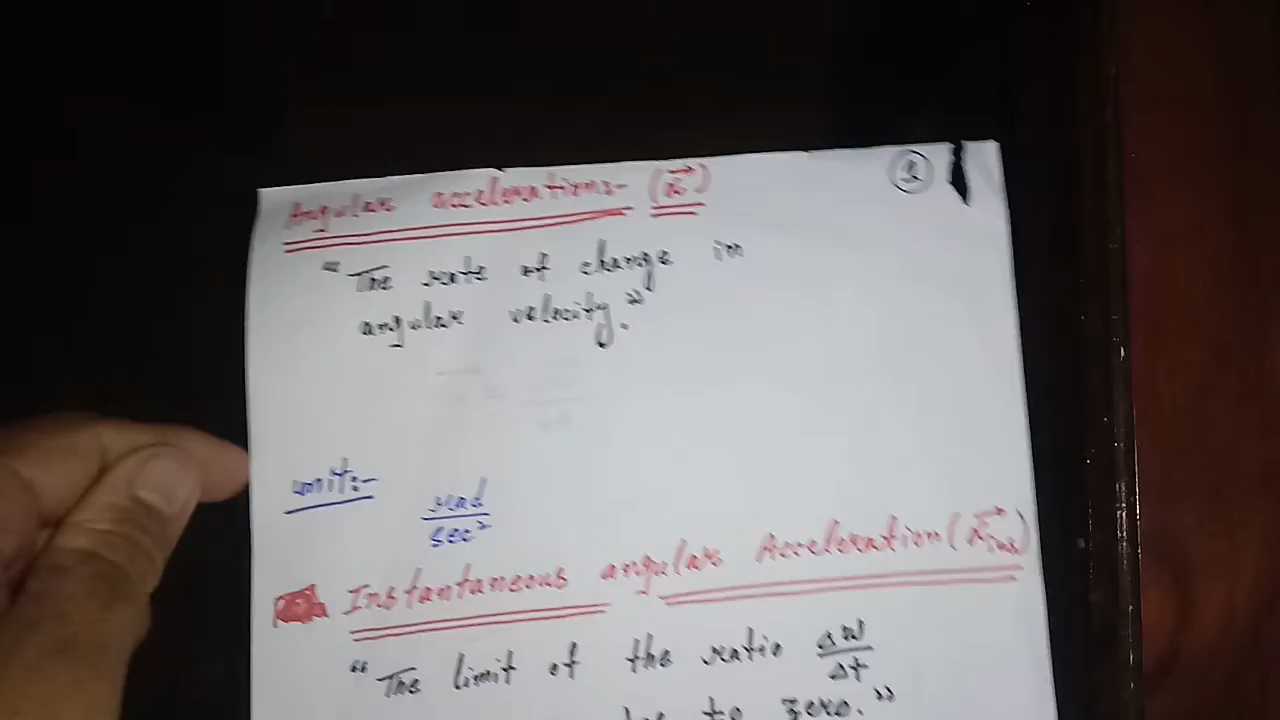 1
Angular acceleration:- (α⃗)
"The rate of change in
angular velocity."
unit:-
rad/sec²
Instantaneous angular Acceleration (α⃗ins)
"The limit of the ratio Δω/Δt
to zero."